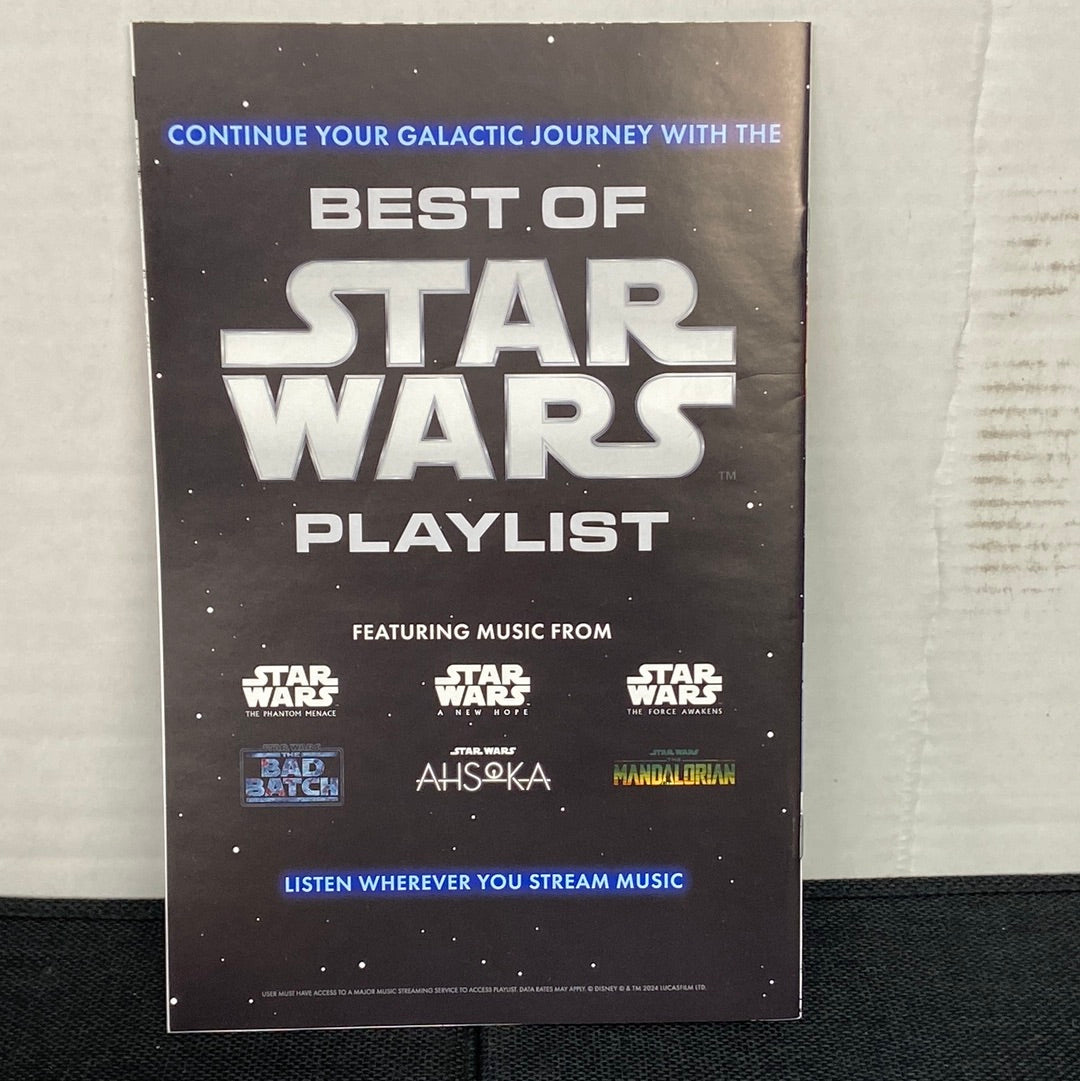 CONTINUE YOUR GALACTIC JOURNEY WITH THE
BEST OF
STAR
WARS
TM
PLAYLIST
FEATURING MUSIC FROM
STAR
WARS
THE PHANTOM MENACE
STAR
WARS
A NEW HOPE
STAR
WARS
THE FORCE AWAKENS
STAR WARS
THE
BAD
BATCH
STAR WARS
AHSOKA
STAR WARS
THE
MANDALORIAN
LISTEN WHEREVER YOU STREAM MUSIC
USER MUST HAVE ACCESS TO A MAJOR MUSIC STREAMING SERVICE TO ACCESS PLAYLIST. DATA RATES MAY APPLY. © DISNEY © & TM 2024 LUCASFILM LTD.